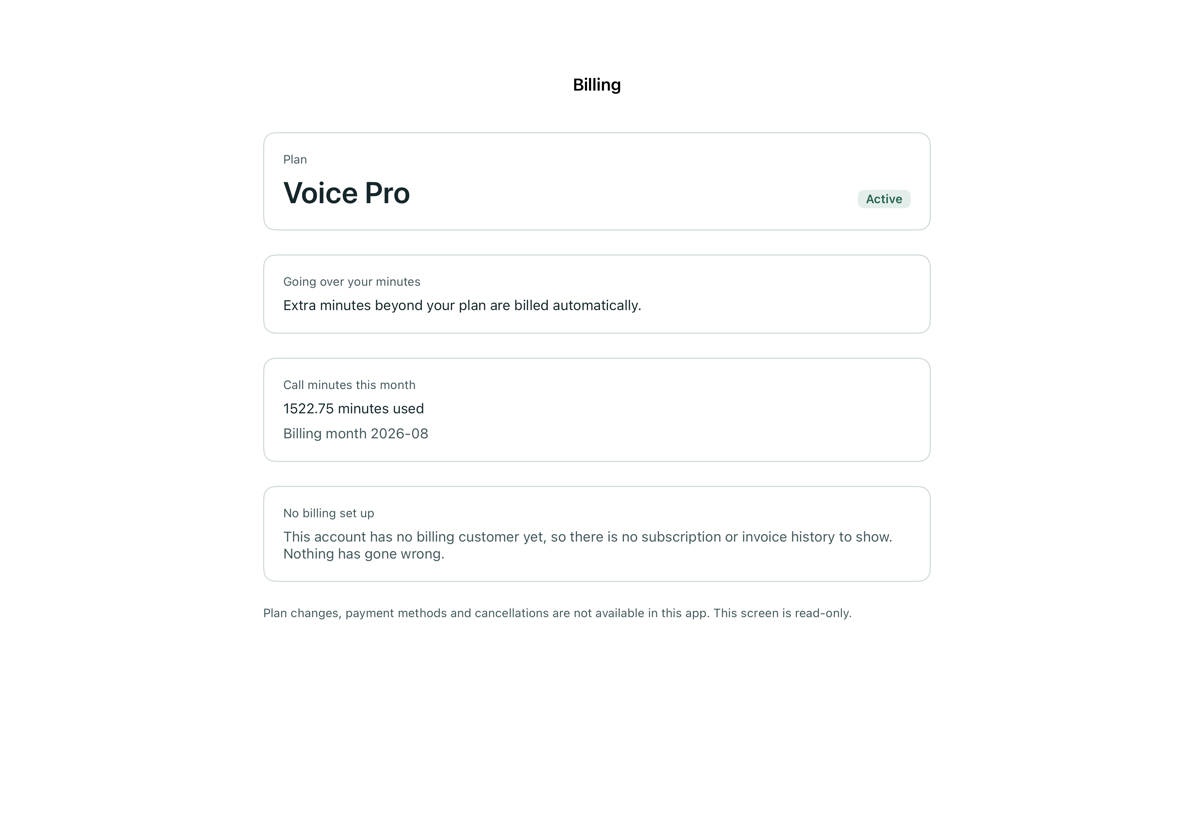 Billing
Plan
Voice Pro
Active
Going over your minutes
Extra minutes beyond your plan are billed automatically.
Call minutes this month
1522.75 minutes used
Billing month 2026-08
No billing set up
This account has no billing customer yet, so there is no subscription or invoice history to show.
Nothing has gone wrong.
Plan changes, payment methods and cancellations are not available in this app. This screen is read-only.